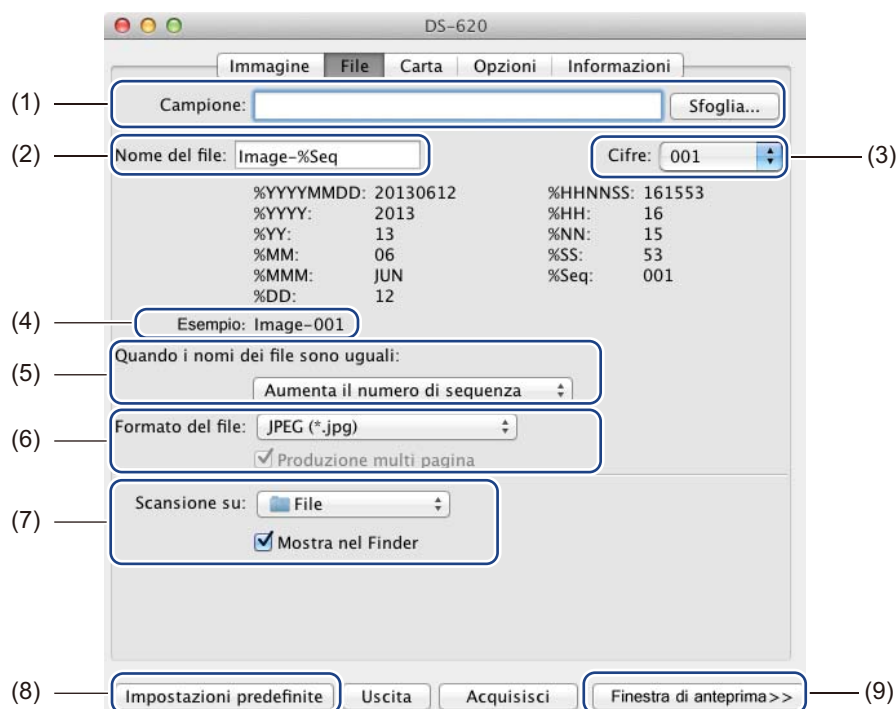 DS-620
Immagine File Carta Opzioni Informazioni
(1) Campione: Sfoglia...
(2) Nome del file: Image-%Seq Cifre: 001 (3)
%YYYYMMDD: 20130612 %HHNNSS: 161553
%YYYY: 2013 %HH: 16
%YY: 13 %NN: 15
%MM: 06 %SS: 53
%MMM: JUN %Seq: 001
%DD: 12
(4) Esempio: Image-001
Quando i nomi dei file sono uguali:
(5)
Aumenta il numero di sequenza
(6) Formato del file: JPEG (*.jpg)
Produzione multi pagina
Scansione su: File
(7)
Mostra nel Finder
(8) Impostazioni predefinite Uscita Acquisisci Finestra di anteprima>> (9)